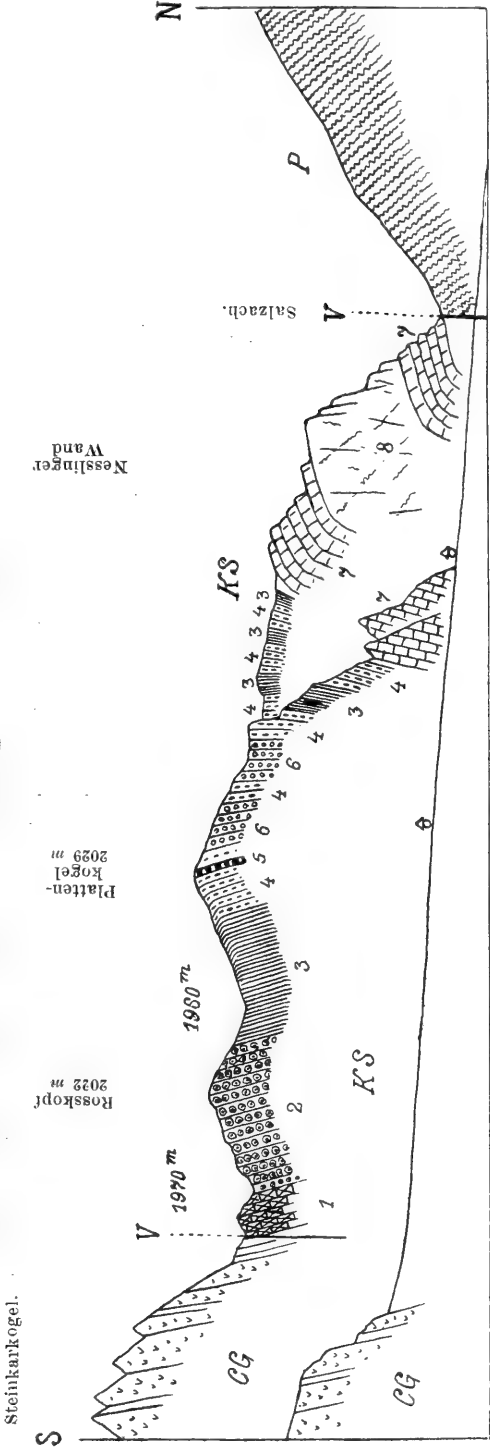 Steinkarkogel.
S
N
Rosskopf
2022 m
Platten-
kogel
2029 m
Nesslinger
Wand
Salzach.
V
1970 m
1960 m
KS
V
P
CG
1
2
3
4
5
6
4
6
4
4
3
4
3
4
3
4
3
4
7
7
8
7
CG
KS